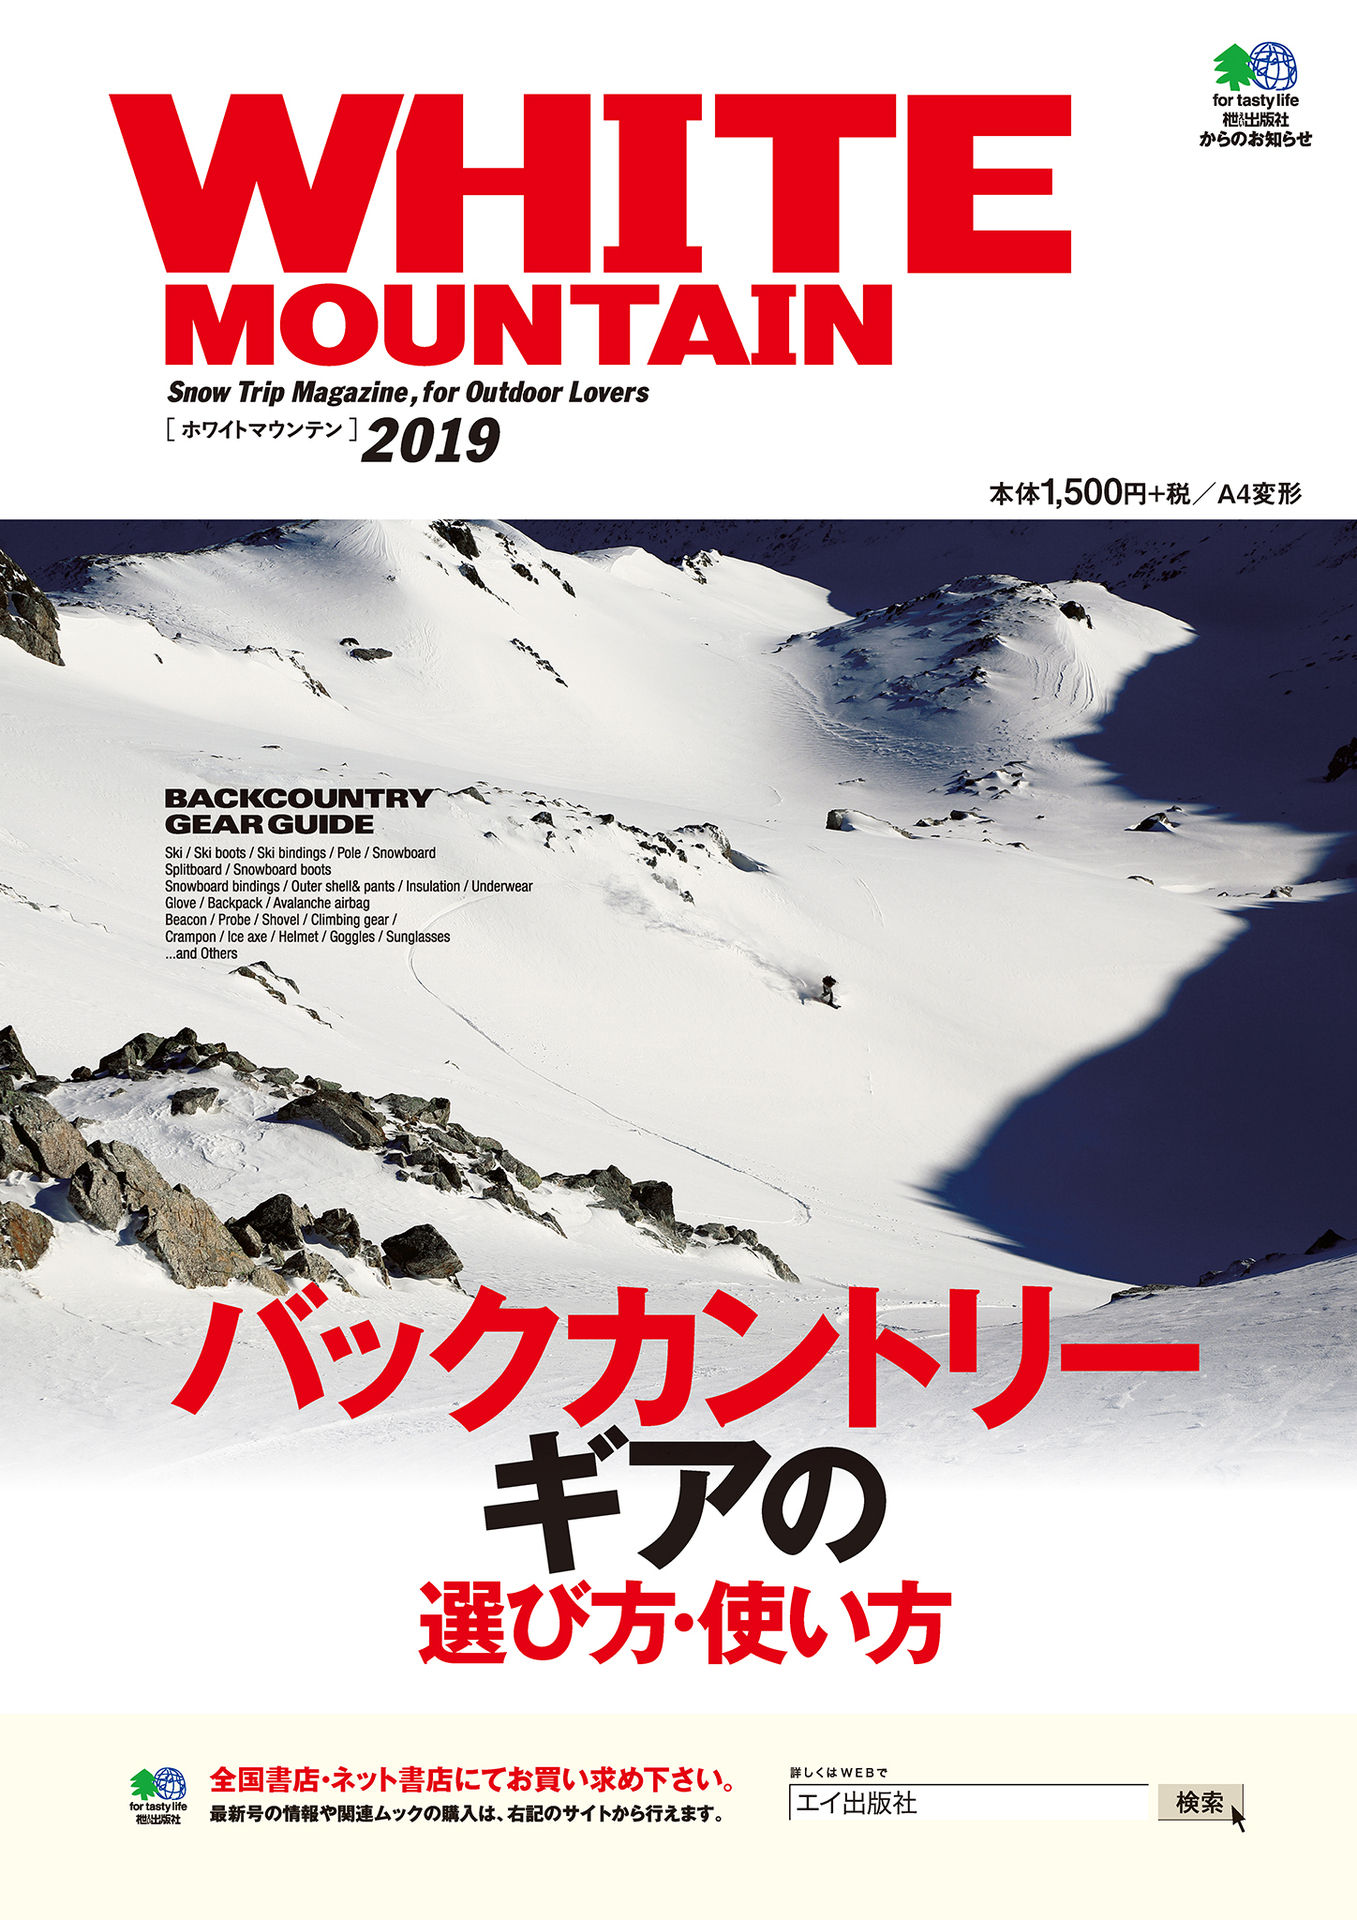 for tasty life
枻出版社
からのお知らせ
WHITE
MOUNTAIN
Snow Trip Magazine, for Outdoor Lovers
[ ホワイトマウンテン ] 2019
本体1,500円+税／A4変形
BACKCOUNTRY
GEAR GUIDE
Ski / Ski boots / Ski bindings / Pole / Snowboard
Splitboard / Snowboard boots
Snowboard bindings / Outer shell& pants / Insulation / Underwear
Glove / Backpack / Avalanche airbag
Beacon / Probe / Shovel / Climbing gear /
Crampon / Ice axe / Helmet / Goggles / Sunglasses
...and Others
バックカントリー
ギアの
選び方・使い方
for tasty life
枻出版社
全国書店・ネット書店にてお買い求め下さい。
最新号の情報や関連ムックの購入は、右記のサイトから行えます。
詳しくはWEBで
エイ出版社 検索